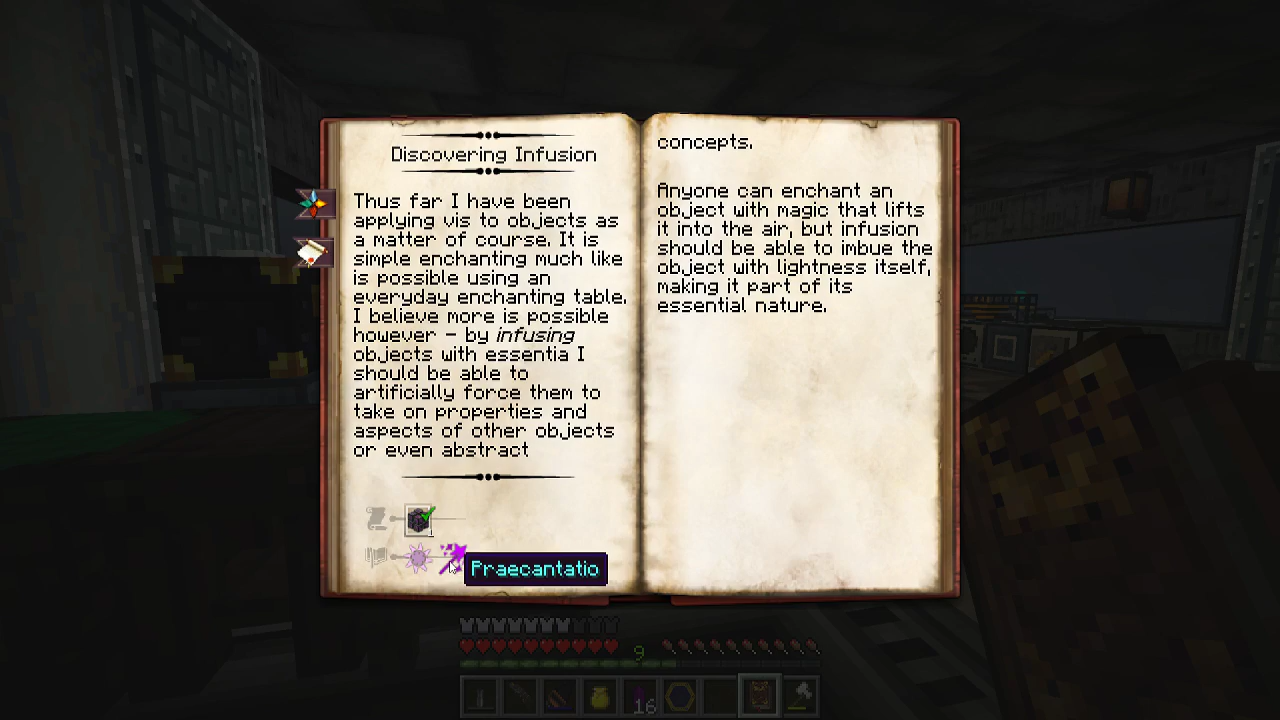 Discovering Infusion
Thus far I have been
applying vis to objects as
a matter of course. It is
simple enchanting much like
is possible using an
everyday enchanting table.
I believe more is possible
however - by infusing
objects with essentia I
should be able to
artificially force them to
take on properties and
aspects of other objects
or even abstract
1
Praecantatio
concepts.
Anyone can enchant an
object with magic that lifts
it into the air, but infusion
should be able to imbue the
object with lightness itself,
making it part of its
essential nature.
9
16